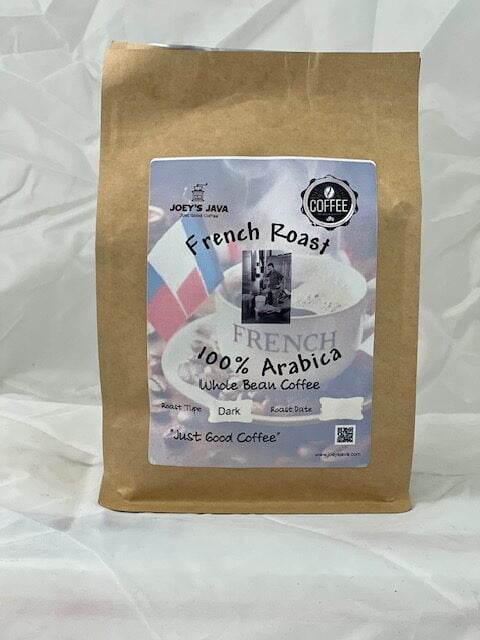 JOEY'S JAVA
Just Good Coffee
COFFEE
French Roast
FRENCH
100% Arabica
Whole Bean Coffee
Roast Type Dark Roast Date
"Just Good Coffee"
www.joeysjava.com